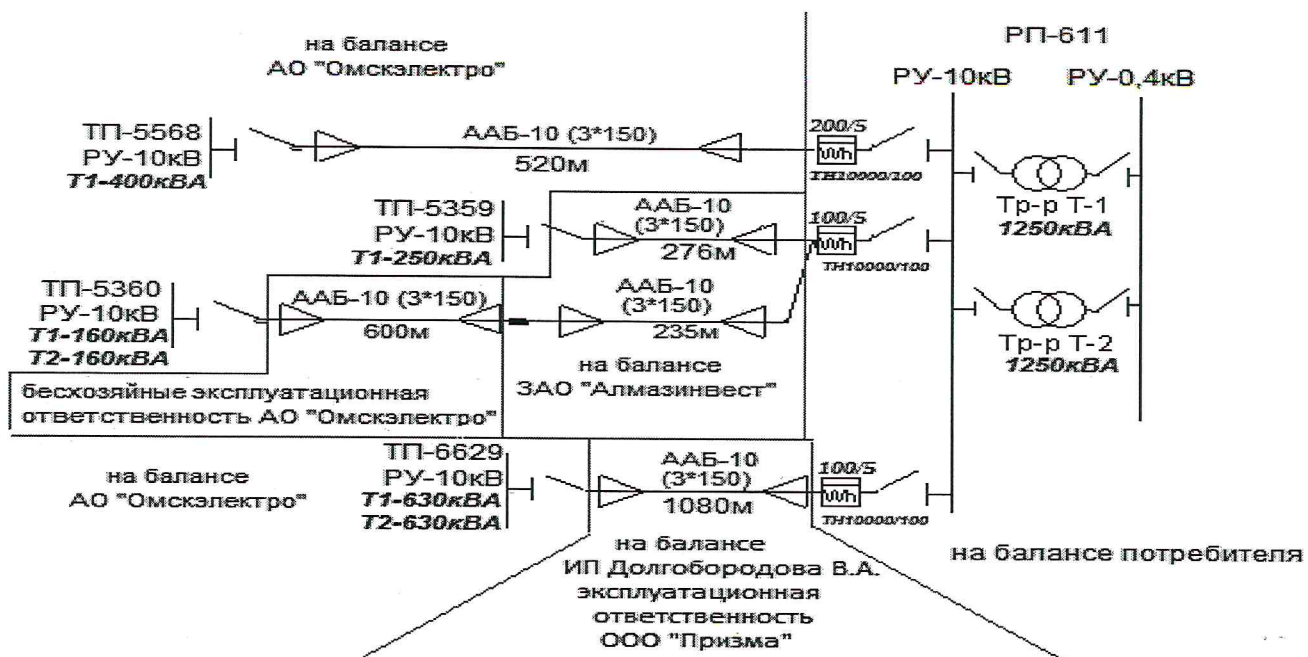 на балансе
АО "Омскэлектро"
РП-611
РУ-10кВ
РУ-0,4кВ
ТП-5568
РУ-10кВ
Т1-400кВА
ААБ-10 (3*150)
520м
200/5
Wh
ТН10000/100
Тр-р Т-1
1250кВА
ТП-5359
РУ-10кВ
Т1-250кВА
ААБ-10
(3*150)
276м
100/5
Wh
ТН10000/100
ТП-5360
РУ-10кВ
Т1-160кВА
Т2-160кВА
ААБ-10 (3*150)
600м
ААБ-10
(3*150)
235м
Тр-р Т-2
1250кВА
на балансе
ЗАО "Алмазинвест"
бесхозяйные эксплуатационная
ответственность АО "Омскэлектро"
на балансе
АО "Омскэлектро"
ТП-6629
РУ-10кВ
Т1-630кВА
Т2-630кВА
ААБ-10
(3*150)
1080м
100/5
Wh
ТН10000/100
на балансе
ИП Долгобородова В.А.
эксплуатационная
ответственность
ООО "Призма"
на балансе потребителя